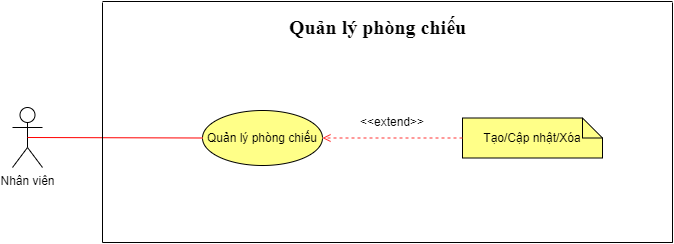 Quản lý phòng chiếu
<<extend>>
Quản lý phòng chiếu
Tạo/Cập nhật/Xóa
Nhân viên